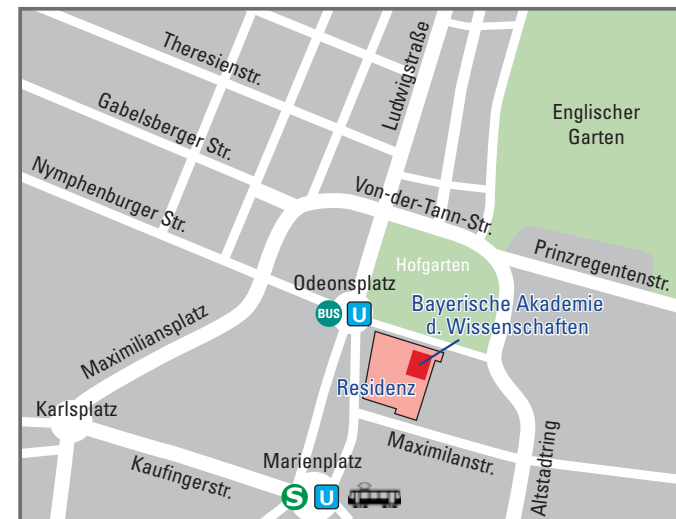 Theresienstr.
Ludwigstraße
Gabelsberger Str.
Englischer
Garten
Nymphenburger Str.
Von-der-Tann-Str.
Prinzregentenstr.
Hofgarten
Odeonsplatz
BUS U
Bayerische Akademie
d. Wissenschaften
Maximiliansplatz
Residenz
Karlsplatz
Maximilanstr.
Altstadtring
Kaufingerstr.
Marienplatz
S U